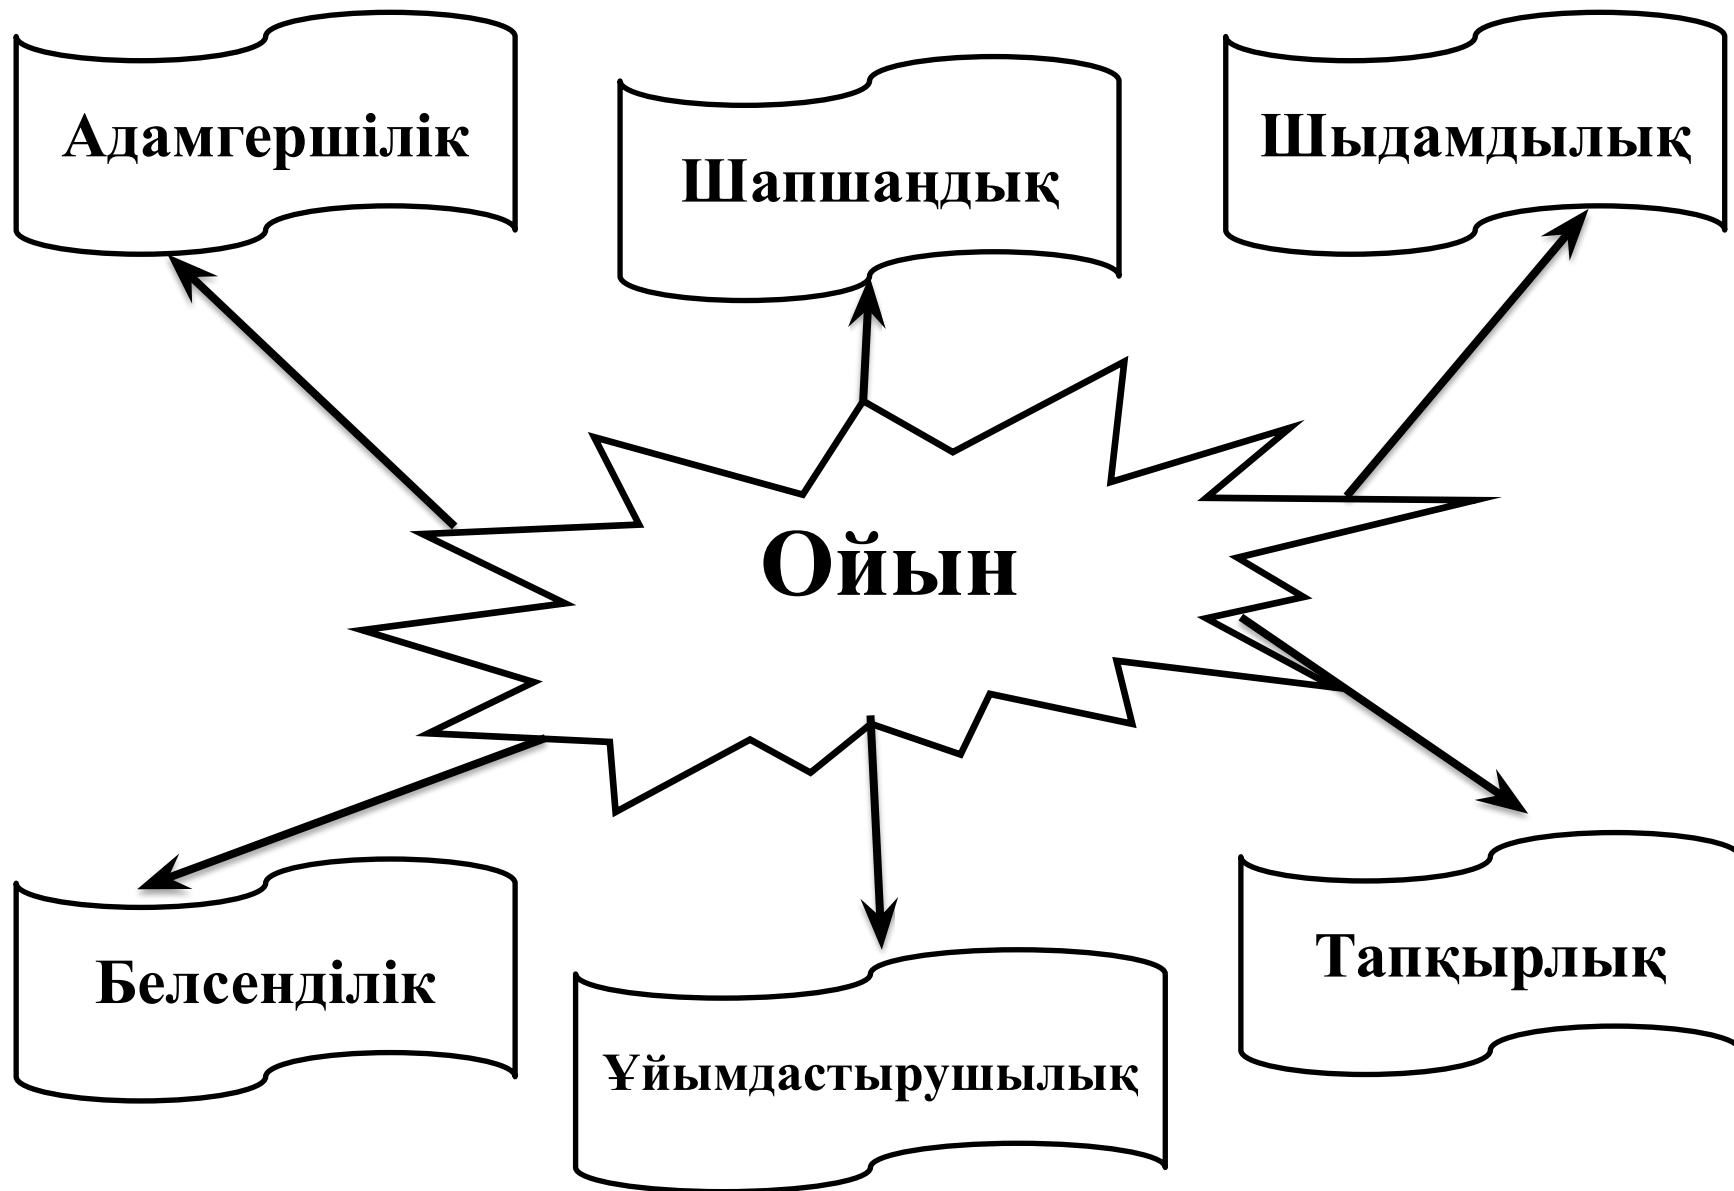 Адамгершілік
Шапшаңдық
Шыдамдылық
Ойын
Белсенділік
Ұйымдастырушылық
Тапқырлық